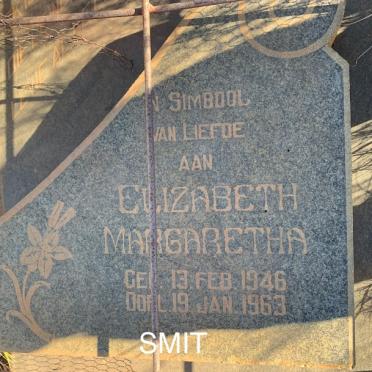 'N SIMBOOL
VAN LIEFDE
AAN
ELIZABETH
MARGARETHA
GEB. 13 FEB. 1946
OORL. 19 JAN. 1963
SMIT